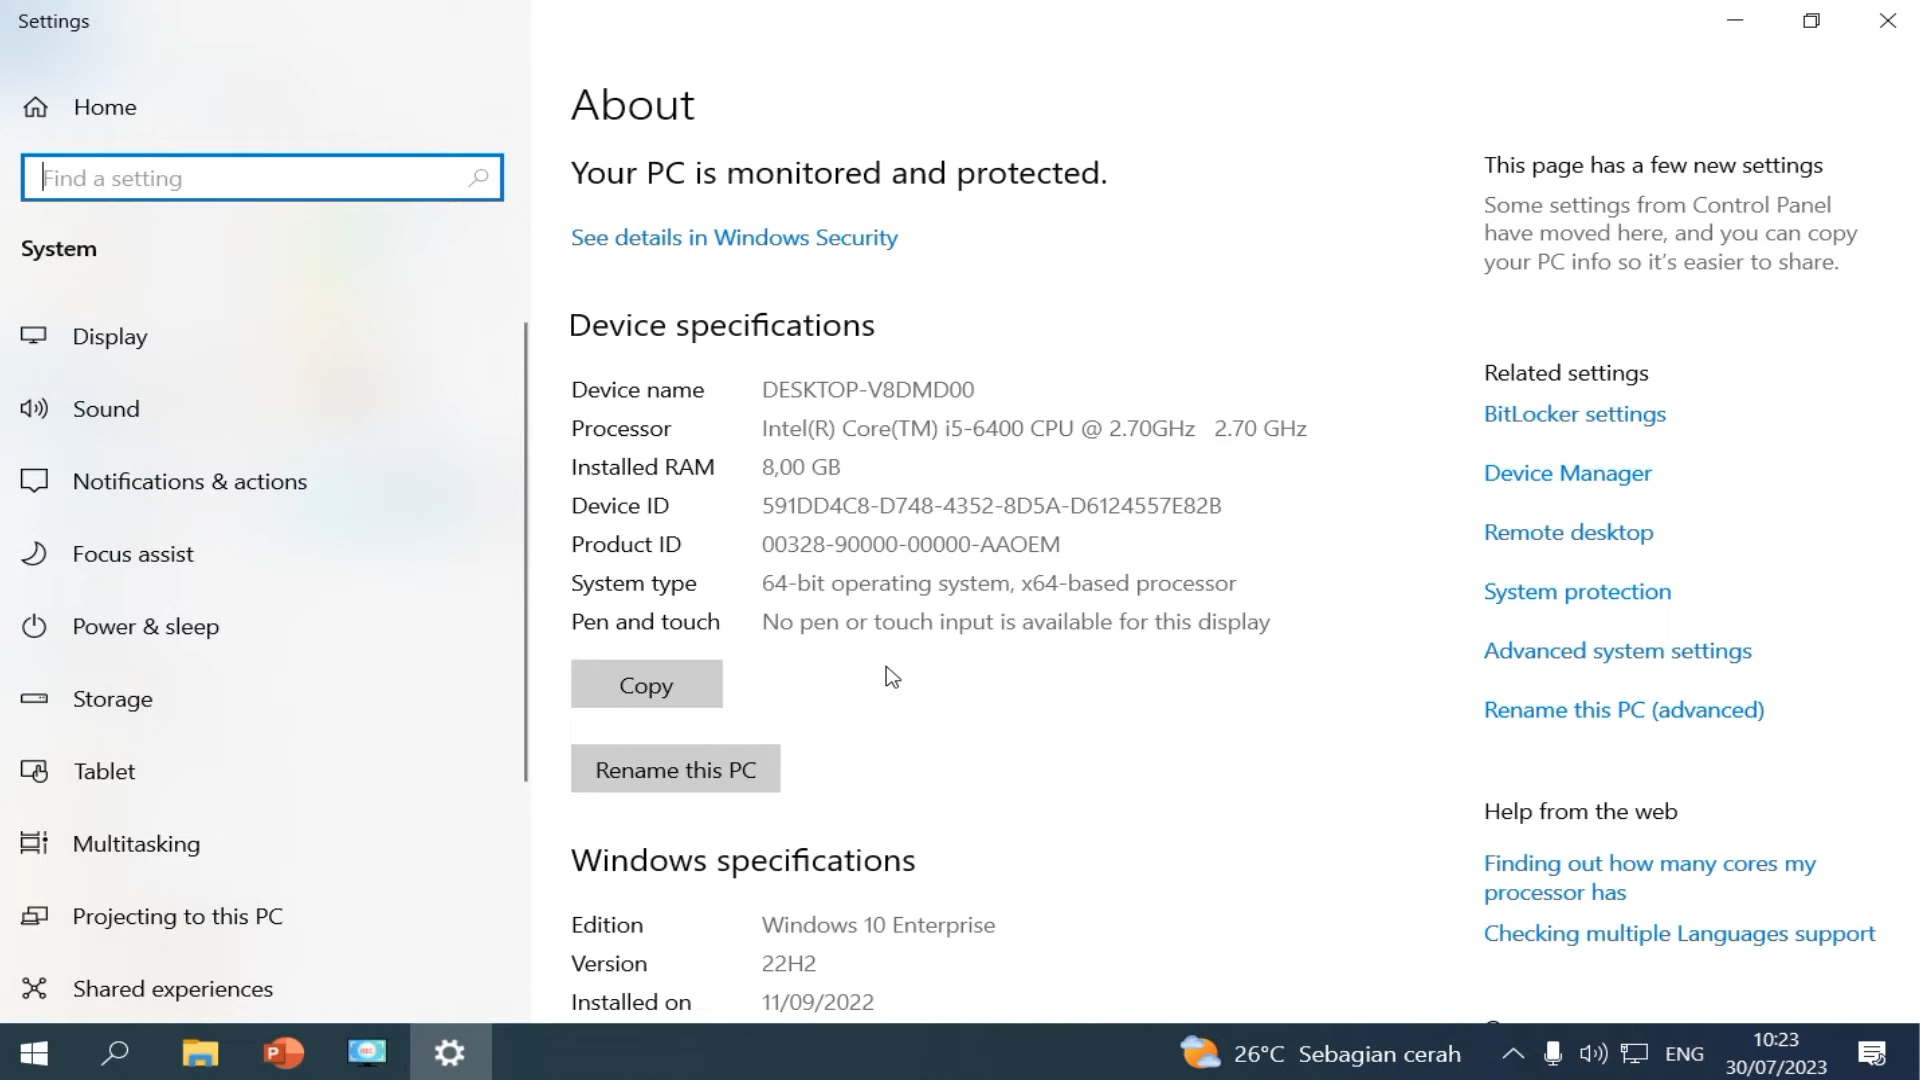 Settings
Home
Find a setting
System
Display
Sound
Notifications & actions
Focus assist
Power & sleep
Storage
Tablet
Multitasking
Projecting to this PC
Shared experiences
About
Your PC is monitored and protected.
See details in Windows Security
Device specifications
Device name DESKTOP-V8DMD00
Processor Intel(R) Core(TM) i5-6400 CPU @ 2.70GHz 2.70 GHz
Installed RAM 8,00 GB
Device ID 591DD4C8-D748-4352-8D5A-D6124557E82B
Product ID 00328-90000-00000-AAOEM
System type 64-bit operating system, x64-based processor
Pen and touch No pen or touch input is available for this display
Copy
Rename this PC
Windows specifications
Edition Windows 10 Enterprise
Version 22H2
Installed on 11/09/2022
This page has a few new settings
Some settings from Control Panel
have moved here, and you can copy
your PC info so it's easier to share.
Related settings
BitLocker settings
Device Manager
Remote desktop
System protection
Advanced system settings
Rename this PC (advanced)
Help from the web
Finding out how many cores my
processor has
Checking multiple Languages support
P
REC
26°C Sebagian cerah
ENG
10:23
30/07/2023